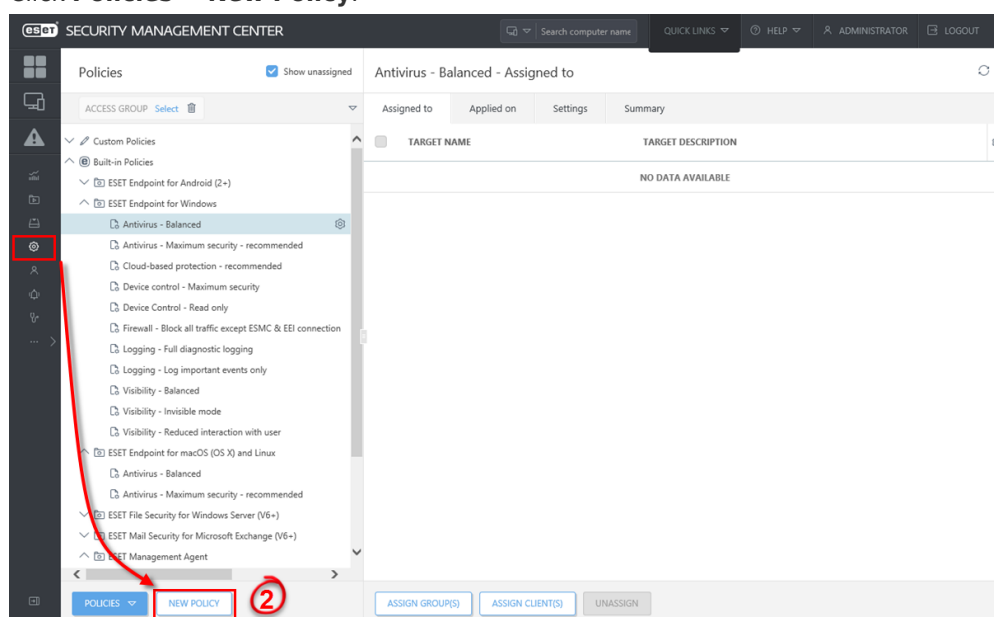 Click Policies → New Policy.
eset SECURITY MANAGEMENT CENTER
Search computer name
QUICK LINKS
HELP
ADMINISTRATOR
LOGOUT
Policies
Show unassigned
Antivirus - Balanced - Assigned to
ACCESS GROUP Select
Assigned to
Applied on
Settings
Summary
Custom Policies
TARGET NAME
TARGET DESCRIPTION
Built-in Policies
NO DATA AVAILABLE
ESET Endpoint for Android (2+)
ESET Endpoint for Windows
Antivirus - Balanced
Antivirus - Maximum security - recommended
Cloud-based protection - recommended
Device control - Maximum security
Device Control - Read only
Firewall - Block all traffic except ESMC & EEI connection
Logging - Full diagnostic logging
Logging - Log important events only
Visibility - Balanced
Visibility - Invisible mode
Visibility - Reduced interaction with user
ESET Endpoint for macOS (OS X) and Linux
Antivirus - Balanced
Antivirus - Maximum security - recommended
ESET File Security for Windows Server (V6+)
ESET Mail Security for Microsoft Exchange (V6+)
ESET Management Agent
POLICIES
NEW POLICY
2
ASSIGN GROUP(S)
ASSIGN CLIENT(S)
UNASSIGN